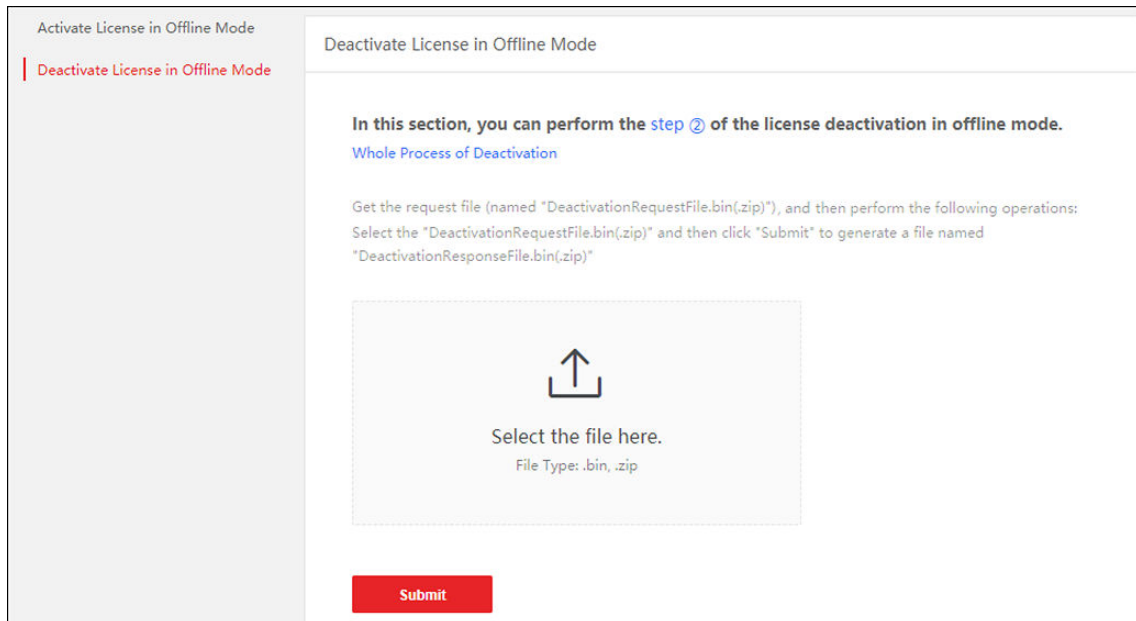 Activate License in Offline Mode
Deactivate License in Offline Mode
Deactivate License in Offline Mode
In this section, you can perform the step ② of the license deactivation in offline mode.
Whole Process of Deactivation
Get the request file (named "DeactivationRequestFile.bin(.zip)"), and then perform the following operations:
Select the "DeactivationRequestFile.bin(.zip)" and then click "Submit" to generate a file named
"DeactivationResponseFile.bin(.zip)"
Select the file here.
File Type: .bin, .zip
Submit